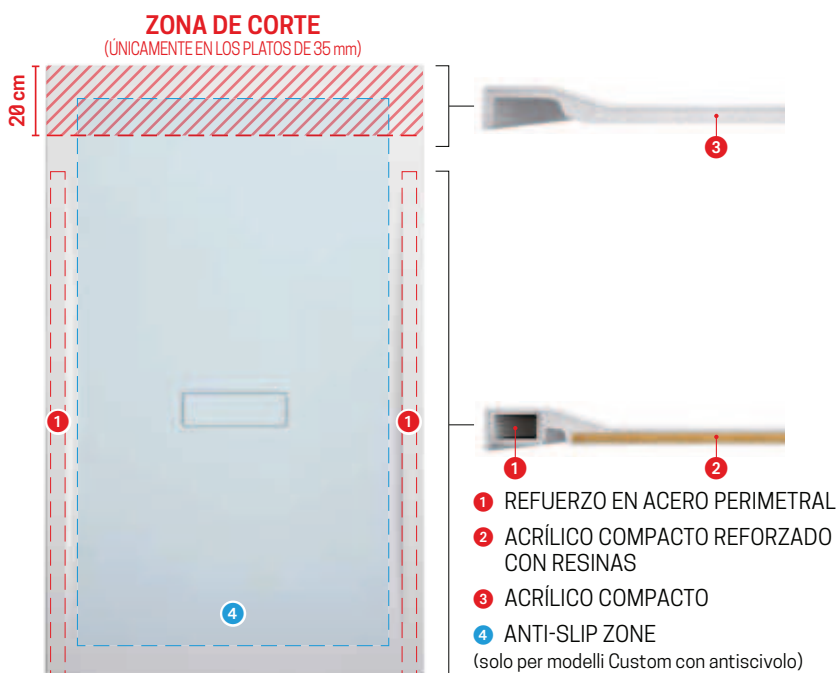 ZONA DE CORTE
(ÚNICAMENTE EN LOS PLATOS DE 35 mm)
20 cm
3
1
1
1
2
4
1 REFUERZO EN ACERO PERIMETRAL
2 ACRÍLICO COMPACTO REFORZADO
CON RESINAS
3 ACRÍLICO COMPACTO
4 ANTI-SLIP ZONE
(solo per modelli Custom con antiscivolo)